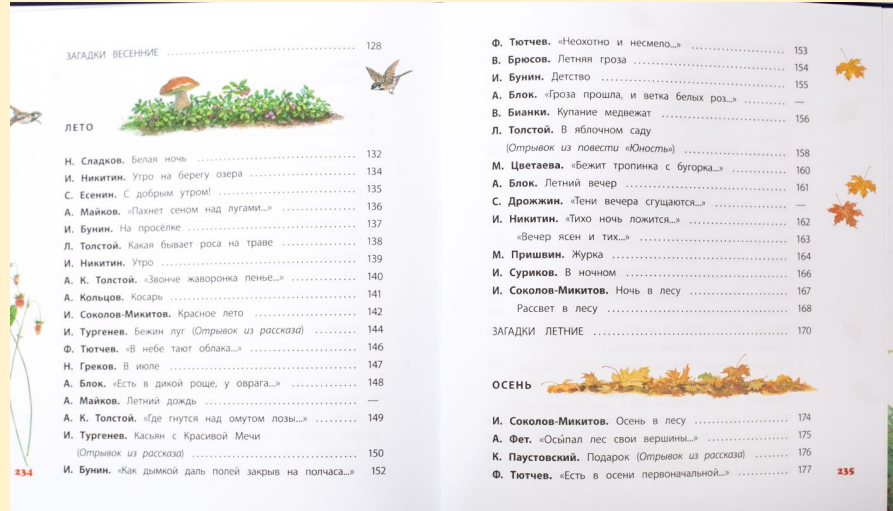 ЗАГАДКИ ВЕСЕННИЕ ........ 128
ЛЕТО
Н. Сладков. Белая ночь ........ 132
И. Никитин. Утро на берегу озера ........ 134
С. Есенин. С добрым утром! ........ 135
А. Майков. «Пахнет сеном над лугами...» ........ 136
И. Бунин. На просёлке ........ 137
Л. Толстой. Какая бывает роса на траве ........ 138
И. Никитин. Утро ........ 139
А. К. Толстой. «Звонче жаворонка пенье...» ........ 140
А. Кольцов. Косарь ........ 141
И. Соколов-Микитов. Красное лето ........ 142
И. Тургенев. Бежин луг (Отрывок из рассказа) ........ 144
Ф. Тютчев. «В небе тают облака...» ........ 146
Н. Греков. В июле ........ 147
А. Блок. «Есть в дикой роще, у оврага...» ........ 148
А. Майков. Летний дождь ........ —
А. К. Толстой. «Где гнутся над омутом лозы...» ........ 149
И. Тургенев. Касьян с Красивой Мечи
(Отрывок из рассказа) ........ 150
И. Бунин. «Как дымкой даль полей закрыв на полчаса...» 152
234
Ф. Тютчев. «Неохотно и несмело...» ........ 153
В. Брюсов. Летняя гроза ........ 154
И. Бунин. Детство ........ 155
А. Блок. «Гроза прошла, и ветка белых роз...» ........ —
В. Бианки. Купание медвежат ........ 156
Л. Толстой. В яблочном саду
(Отрывок из повести «Юность») ........ 158
М. Цветаева. «Бежит тропинка с бугорка...» ........ 160
А. Блок. Летний вечер ........ 161
С. Дрожжин. «Тени вечера сгущаются...» ........ —
И. Никитин. «Тихо ночь ложится...» ........ 162
«Вечер ясен и тих...» ........ 163
М. Пришвин. Журка ........ 164
И. Суриков. В ночном ........ 166
И. Соколов-Микитов. Ночь в лесу ........ 167
Рассвет в лесу ........ 168
ЗАГАДКИ ЛЕТНИЕ ........ 170
ОСЕНЬ
И. Соколов-Микитов. Осень в лесу ........ 174
А. Фет. «Осы́пал лес свои вершины...» ........ 175
К. Паустовский. Подарок (Отрывок из рассказа) ........ 176
Ф. Тютчев. «Есть в осени первоначальной...» ........ 177
235